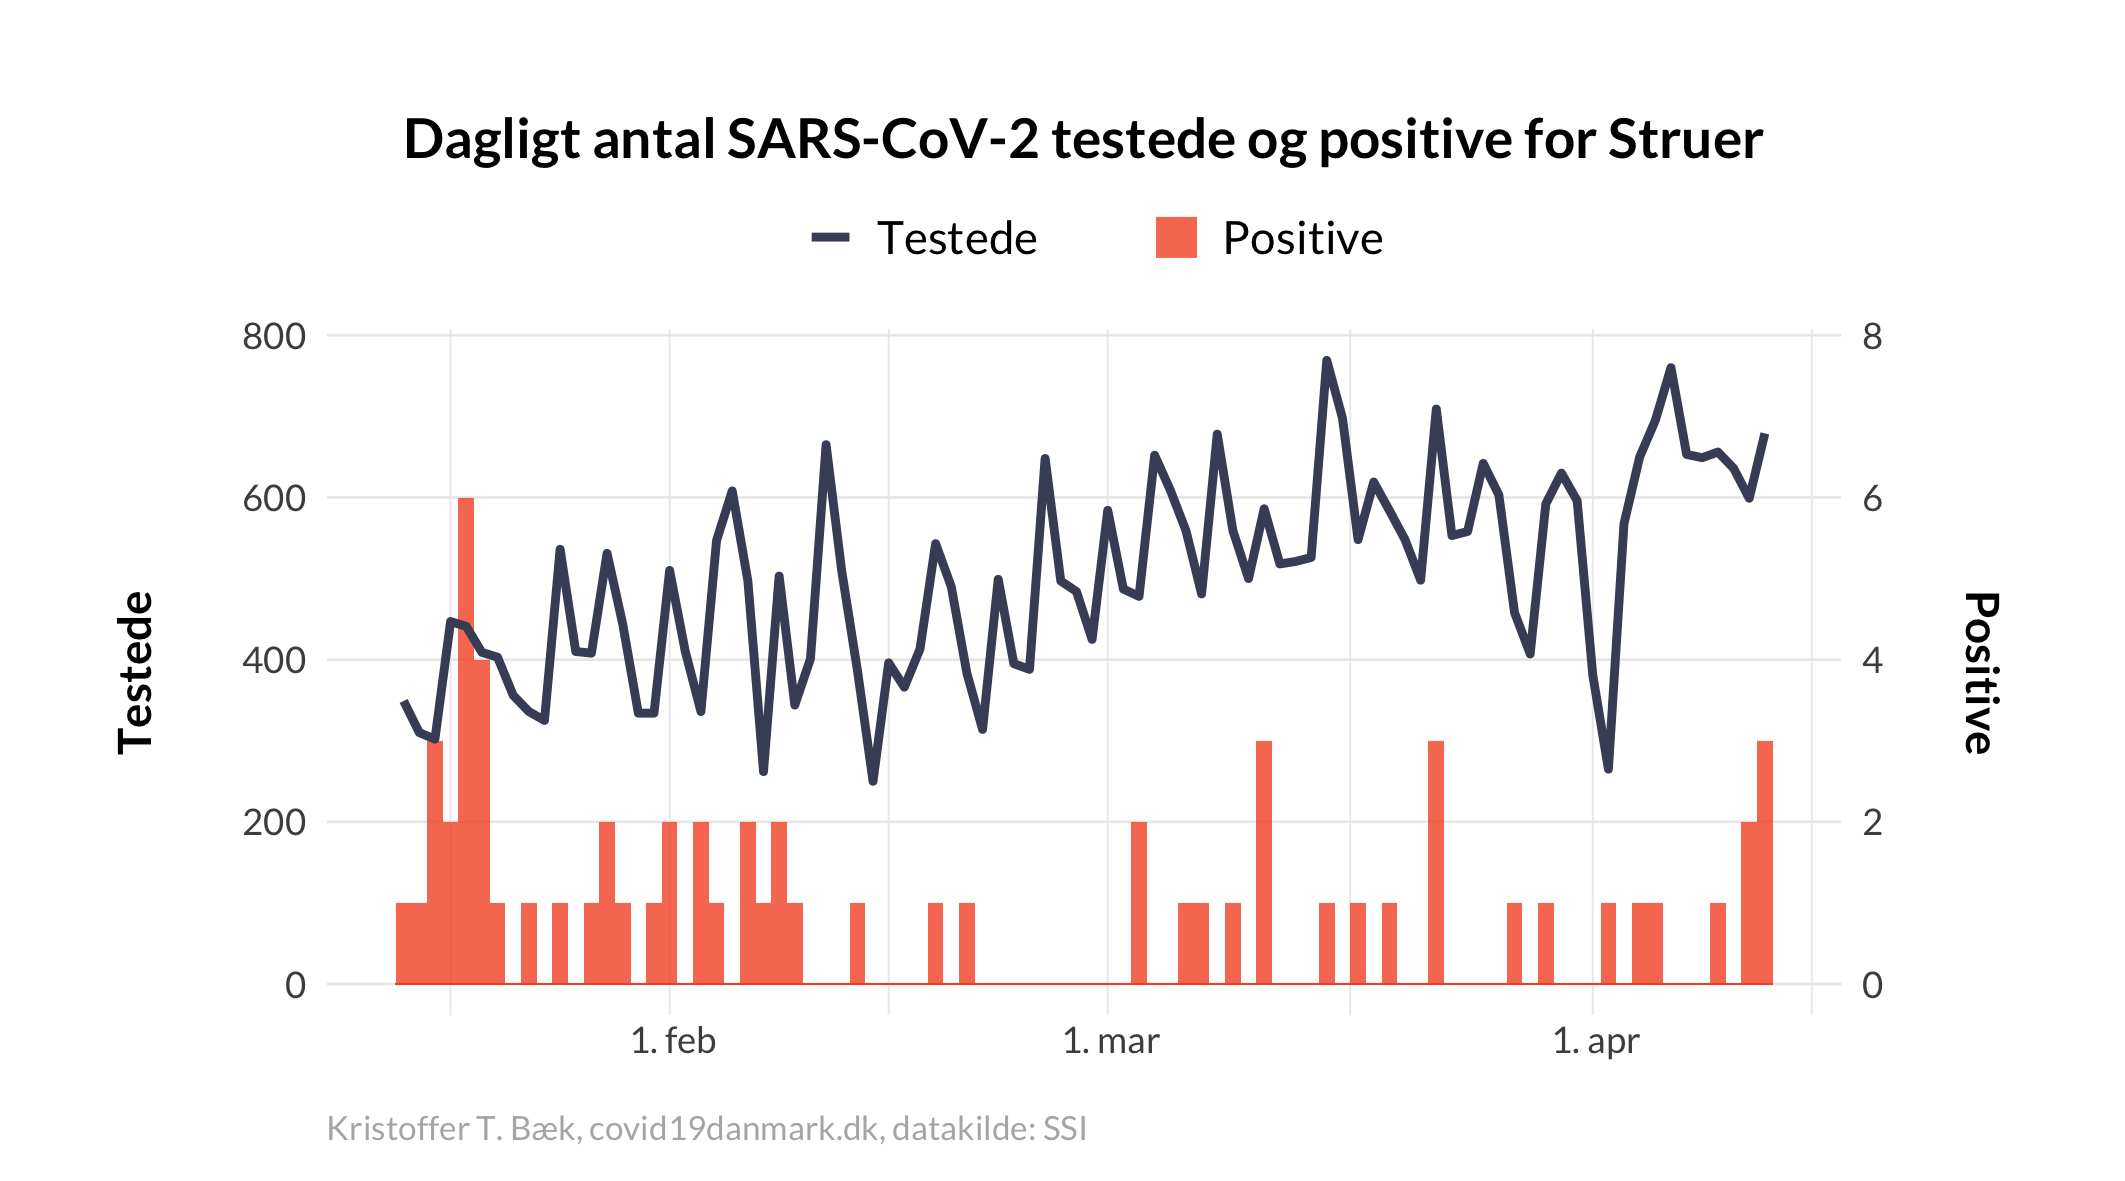 Dagligt antal SARS-CoV-2 testede og positive for Struer
Testede Positive
800 8
600 6
400 4
200 2
0 0
Testede
Positive
1. feb 1. mar 1. apr
Kristoffer T. Bæk, covid19danmark.dk, datakilde: SSI